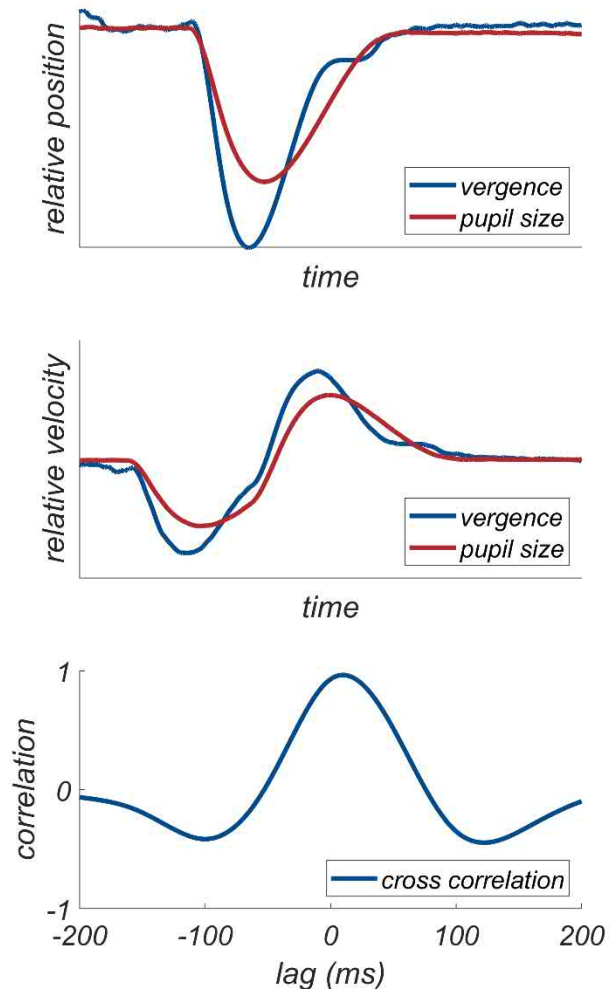 relative position
vergence
pupil size
time
relative velocity
vergence
pupil size
time
correlation
1
0
-1
cross correlation
-200 -100 0 100 200
lag (ms)